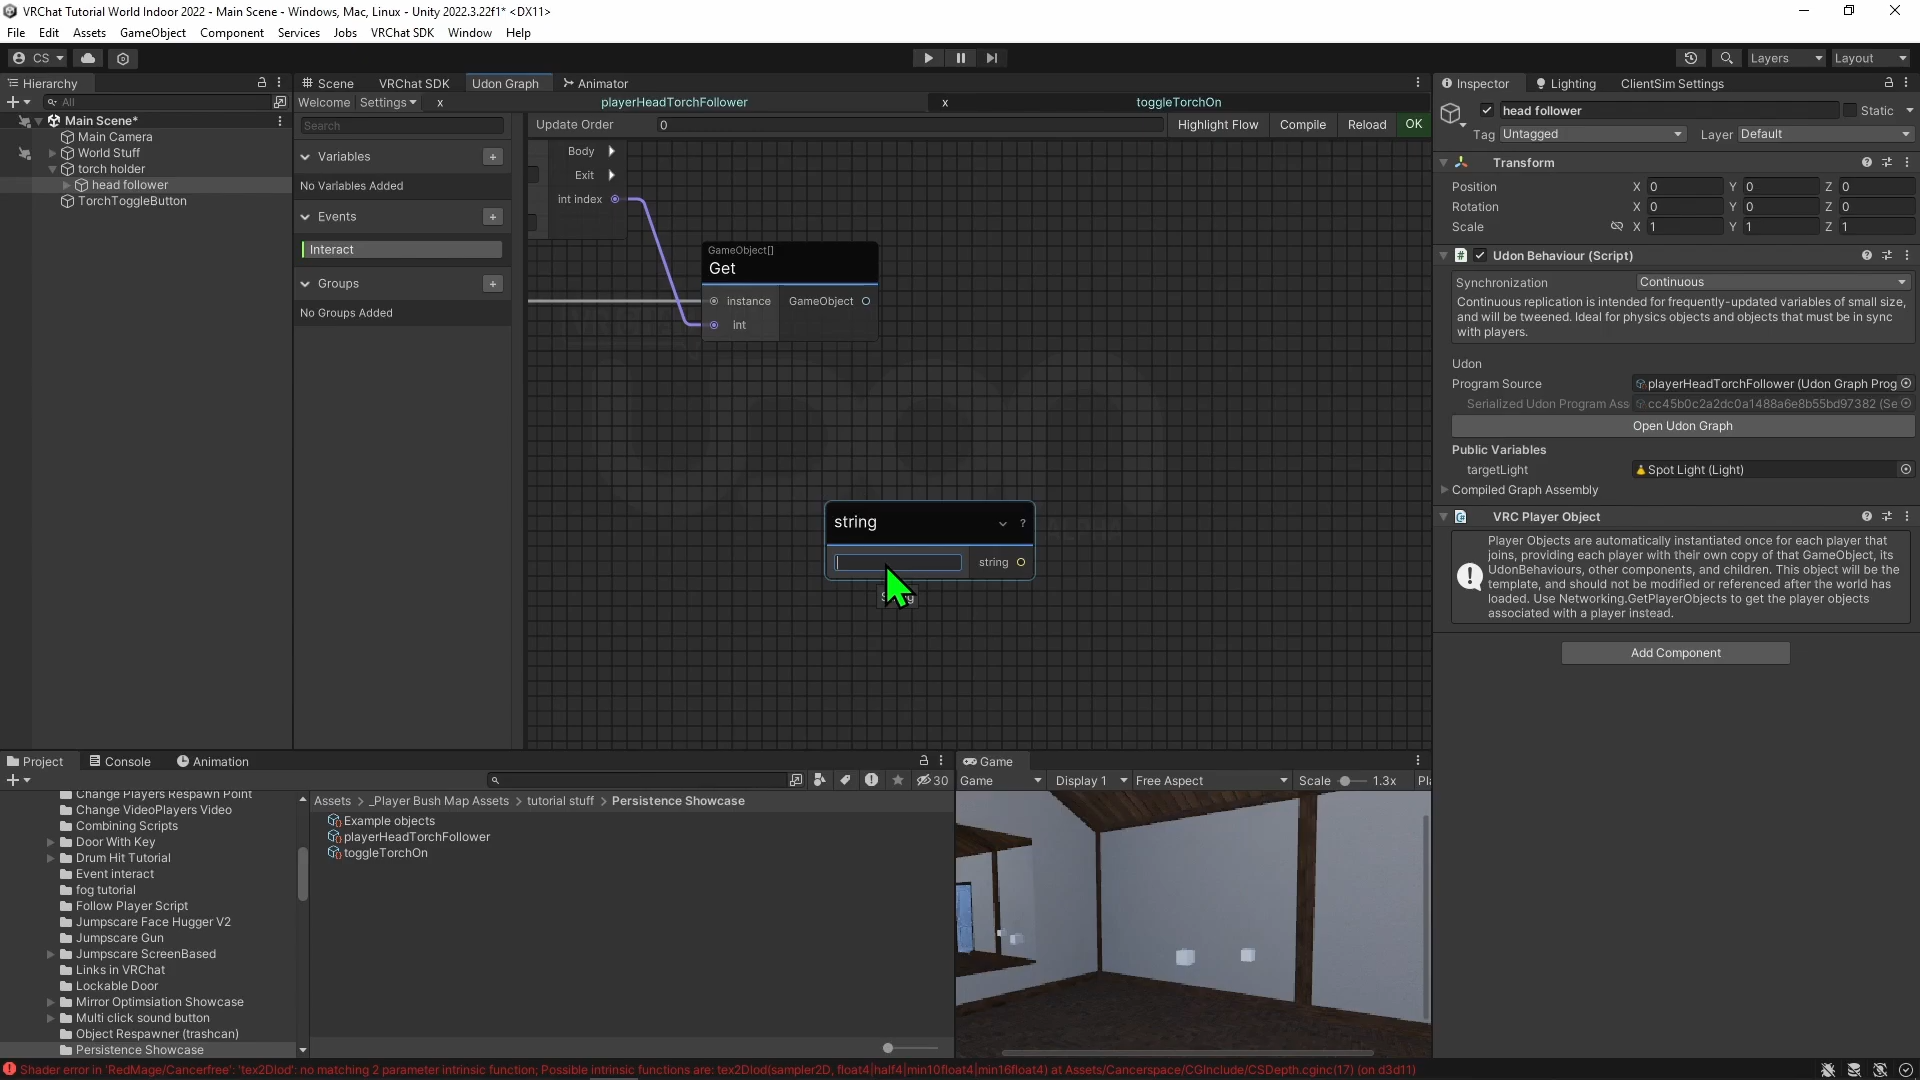 VRChat Tutorial World Indoor 2022 - Main Scene - Windows, Mac, Linux - Unity 2022.3.22f1* <DX11>
File Edit Assets GameObject Component Services Jobs VRChat SDK Window Help
CS Layers Layout
Hierarchy
All
Main Scene*
Main Camera
World Stuff
torch holder
head follower
TorchToggleButton
Scene VRChat SDK Udon Graph Animator
Welcome Settings x playerHeadTorchFollower x toggleTorchOn
Search
Update Order 0 Highlight Flow Compile Reload OK
Variables +
No Variables Added
Events +
Interact
Groups +
No Groups Added
Body
Exit
int index
GameObject[]
Get
instance GameObject
Int
string ?
string
Inspector Lighting ClientSim Settings
head follower Static
Tag Untagged Layer Default
Transform
Position X 0 Y 0 Z 0
Rotation X 0 Y 0 Z 0
Scale X 1 Y 1 Z 1
Udon Behaviour (Script)
Synchronization Continuous
Continuous replication is intended for frequently-updated variables of small size,
and will be tweened. Ideal for physics objects and objects that must be in sync
with players.
Udon
Program Source playerHeadTorchFollower (Udon Graph Prog
Serialized Udon Program Ass cc45b0c2a2dc0a1488a6e8b55bd97382 (Se
Open Udon Graph
Public Variables
targetLight Spot Light (Light)
Compiled Graph Assembly
VRC Player Object
Player Objects are automatically instantiated once for each player that
joins, providing each player with their own copy of that GameObject, its
UdonBehaviours, other components, and children. This object will be the
template, and should not be modified or referenced after the world has
loaded. Use Networking.GetPlayerObjects to get the player objects
associated with a player instead.
Add Component
Project Console Animation
30
Change Players Respawn Point
Change VideoPlayers Video
Combining Scripts
Door With Key
Drum Hit Tutorial
Event interact
fog tutorial
Follow Player Script
Jumpscare Face Hugger V2
Jumpscare Gun
Jumpscare ScreenBased
Links in VRChat
Lockable Door
Mirror Optimsiation Showcase
Multi click sound button
Object Respawner (trashcan)
Persistence Showcase
Assets > _Player Bush Map Assets > tutorial stuff > Persistence Showcase
Example objects
playerHeadTorchFollower
toggleTorchOn
Game
Game Display 1 Free Aspect Scale 1.3x Pl
Shader error in 'RedMage/Cancerfree': 'tex2Dlod': no matching 2 parameter intrinsic function; Possible intrinsic functions are: tex2Dlod(sampler2D, float4|half4|min10float4|min16float4) at Assets/Cancerspace/CGInclude/CSDepth.cginc(17) (on d3d11)